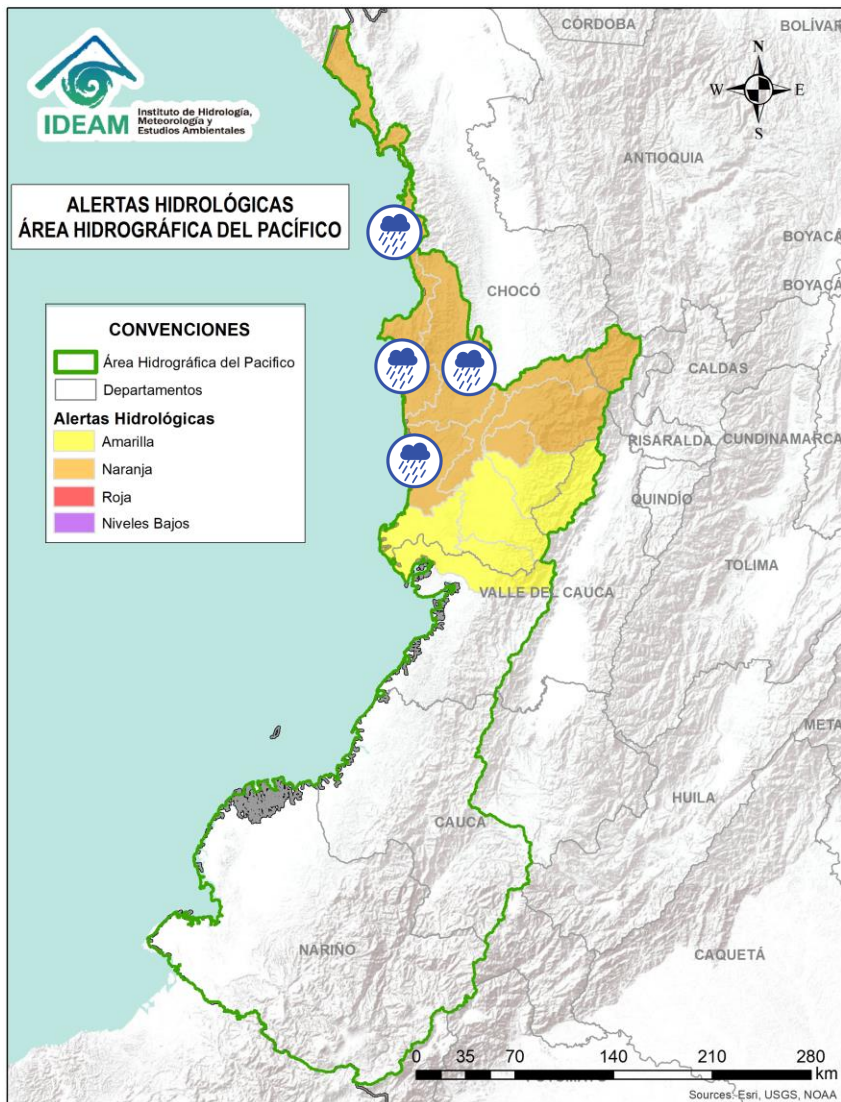 CÓRDOBA
BOLÍVAR
N
W
E
S
IDEAM
Instituto de Hidrología,
Meteorología y
Estudios Ambientales
ANTIOQUIA
ALERTAS HIDROLÓGICAS
ÁREA HIDROGRÁFICA DEL PACÍFICO
BOYACÁ
BOYACÁ
CHOCÓ
CONVENCIONES
Área Hidrográfica del Pacifico
Departamentos
Alertas Hidrológicas
Amarilla
Naranja
Roja
Niveles Bajos
CALDAS
RISARALDA
CUNDINAMARCA
QUINDÍO
TOLIMA
VALLE DEL CAUCA
META
HUILA
CAUCA
NARIÑO
CAQUETÁ
0 35 70 140 210 280
km
Sources: Esri, USGS, NOAA